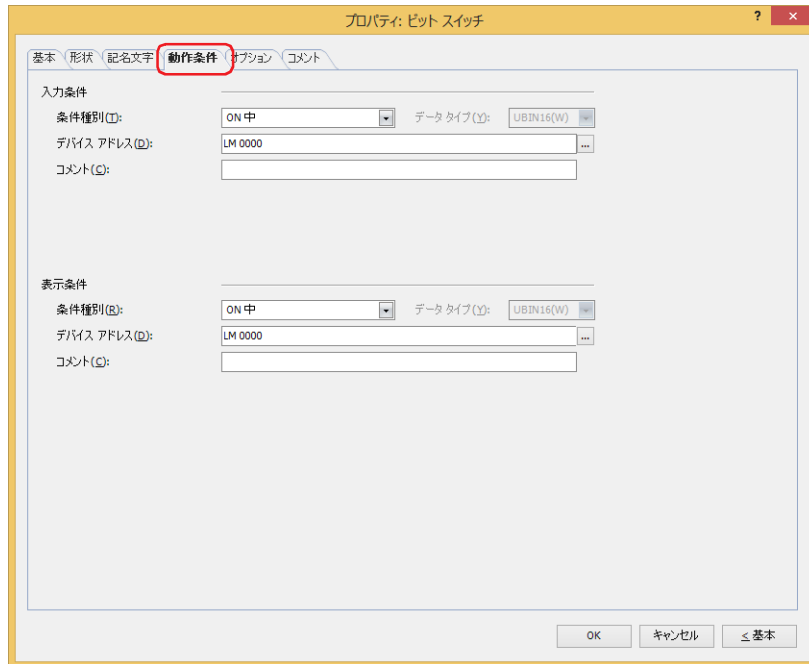 プロパティ: ビット スイッチ
? ×
基本 形状 記名文字 動作条件 オプション コメント
入力条件
条件種別(T): ON 中 データ タイプ(Y): UBIN16(W)
デバイス アドレス(D): LM 0000 ...
コメント(C):
表示条件
条件種別(R): ON 中 データ タイプ(Y): UBIN16(W)
デバイス アドレス(D): LM 0000 ...
コメント(C):
OK キャンセル ≤ 基本